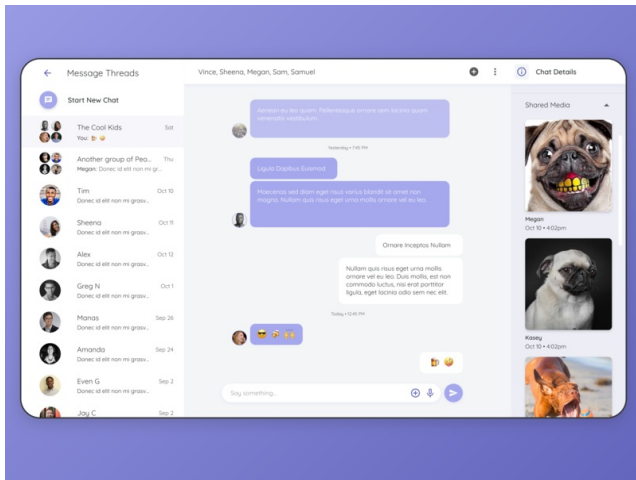 Message Threads
Start New Chat
The Cool Kids
Sat
You:
Another group of Peo...
Thu
Megan: Donec id elit non mi gr...
Tim
Oct 10
Donec id elit non mi grasv...
Sheena
Oct 11
Donec id elit non mi grasv...
Alex
Oct 12
Donec id elit non mi grasv...
Greg N
Oct 1
Donec id elit non mi grasv...
Manas
Sep 26
Donec id elit non mi grasv...
Amanda
Sep 24
Donec id elit non mi grasv...
Even G
Sep 2
Donec id elit non mi grasv...
Jay C
Sep 2
Vince, Sheena, Megan, Sam, Samuel
Aenean eu leo quam. Pellentesque ornare sem lacinia quam
venenatis vestibulum.
Yesterday • 7:45 PM
Ligula Dapibus Euismod
Maecenas sed diam eget risus varius blandit sit amet non
magna. Nullam quis risus eget urna mollis ornare vel eu leo.
Ornare Inceptos Nullam
Nullam quis risus eget urna mollis
ornare vel eu leo. Duis mollis, est non
commodo luctus, nisi erat porttitor
ligula, eget lacinia odio sem nec elit.
Today • 12:45 PM
Say something...
Chat Details
Shared Media
Megan
Oct 10 • 4:02pm
Kasey
Oct 10 • 4:02pm